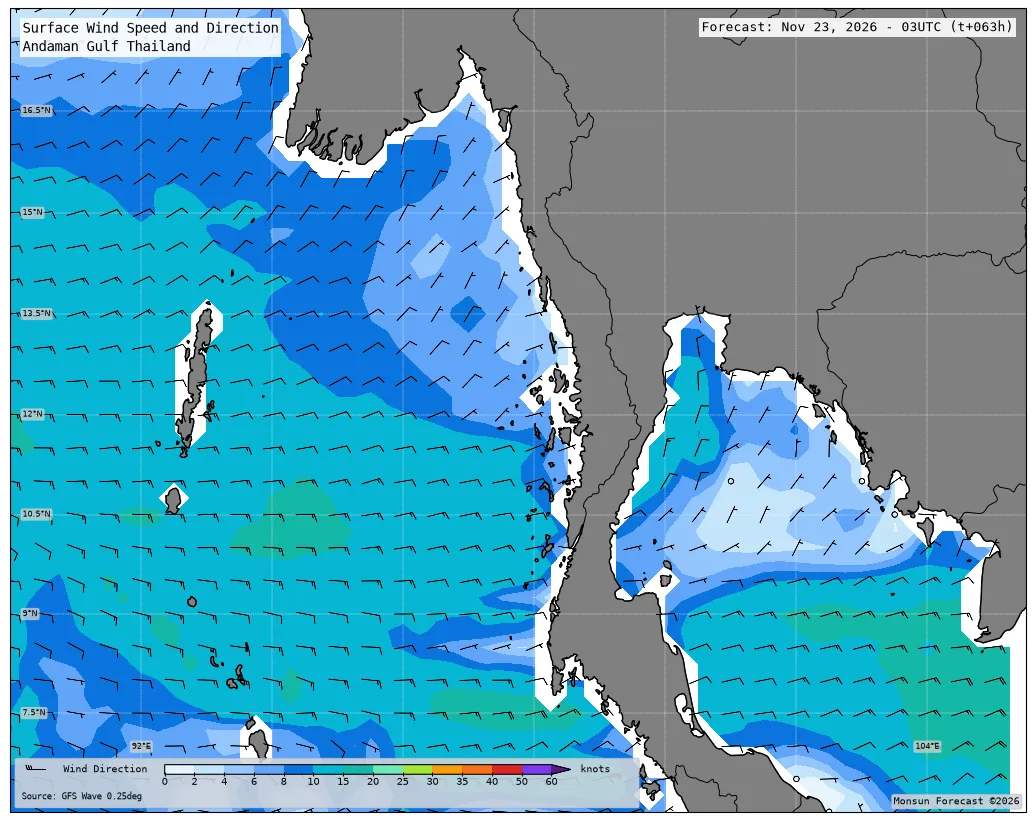 Surface Wind Speed and Direction
Andaman Gulf Thailand
Forecast: Nov 23, 2026 - 03UTC (t+063h)
16.5°N
15°N
13.5°N
12°N
10.5°N
9°N
7.5°N
92°E
104°E
Wind Direction
0 2 4 6 8 10 15 20 25 30 35 40 50 60
knots
Source: GFS Wave 0.25deg
Monsun Forecast ©2026